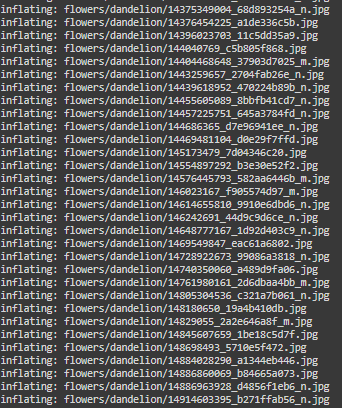 inflating: flowers/dandelion/14375349004_68d893254a_n.jpg
inflating: flowers/dandelion/14376454225_a1de336c5b.jpg
inflating: flowers/dandelion/14396023703_11c5dd35a9.jpg
inflating: flowers/dandelion/144040769_c5b805f868.jpg
inflating: flowers/dandelion/14404468648_37903d7025_m.jpg
inflating: flowers/dandelion/1443259657_2704fab26e_n.jpg
inflating: flowers/dandelion/14439618952_470224b89b_n.jpg
inflating: flowers/dandelion/14455605089_8bbfb41cd7_n.jpg
inflating: flowers/dandelion/14457225751_645a3784fd_n.jpg
inflating: flowers/dandelion/144686365_d7e96941ee_n.jpg
inflating: flowers/dandelion/14469481104_d0e29f7ffd.jpg
inflating: flowers/dandelion/145173479_7d04346c20.jpg
inflating: flowers/dandelion/14554897292_b3e30e52f2.jpg
inflating: flowers/dandelion/14576445793_582aa6446b_m.jpg
inflating: flowers/dandelion/146023167_f905574d97_m.jpg
inflating: flowers/dandelion/14614655810_9910e6dbd6_n.jpg
inflating: flowers/dandelion/146242691_44d9c9d6ce_n.jpg
inflating: flowers/dandelion/14648777167_1d92d403c9_n.jpg
inflating: flowers/dandelion/1469549847_eac61a6802.jpg
inflating: flowers/dandelion/14728922673_99086a3818_n.jpg
inflating: flowers/dandelion/14740350060_a489d9fa06.jpg
inflating: flowers/dandelion/14761980161_2d6dbaa4bb_m.jpg
inflating: flowers/dandelion/14805304536_c321a7b061_n.jpg
inflating: flowers/dandelion/148180650_19a4b410db.jpg
inflating: flowers/dandelion/14829055_2a2e646a8f_m.jpg
inflating: flowers/dandelion/14845607659_1be18c5d7f.jpg
inflating: flowers/dandelion/148698493_5710e5f472.jpg
inflating: flowers/dandelion/14884028290_a1344eb446.jpg
inflating: flowers/dandelion/14886860069_b84665a073.jpg
inflating: flowers/dandelion/14886963928_d4856f1eb6_n.jpg
inflating: flowers/dandelion/14914603395_b271ffab56_n.jpg